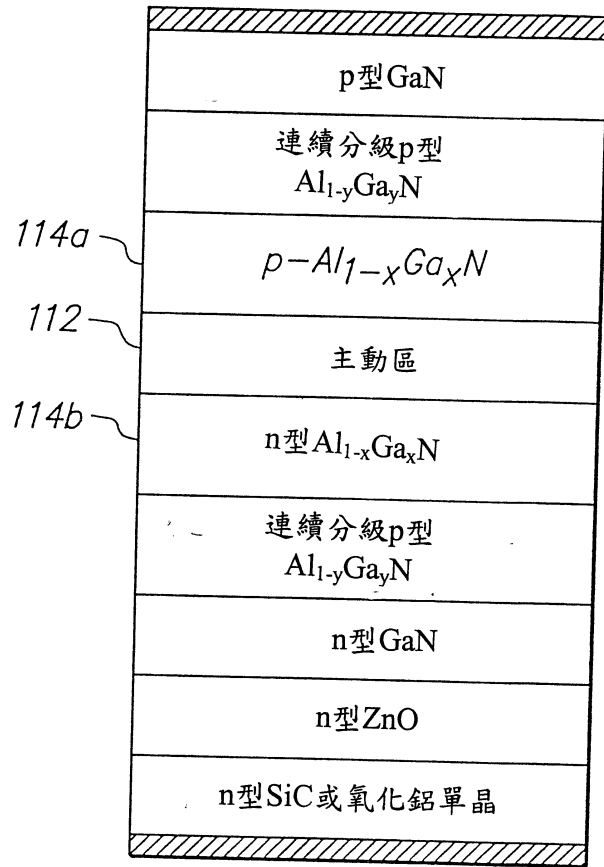 p型GaN
連續分級p型
Al₁₋yGayN
114a
p-Al₁₋ₓGaₓN
112
主動區
114b
n型Al₁₋ₓGaₓN
連續分級p型
Al₁₋yGayN
n型GaN
n型ZnO
n型SiC或氧化鋁單晶